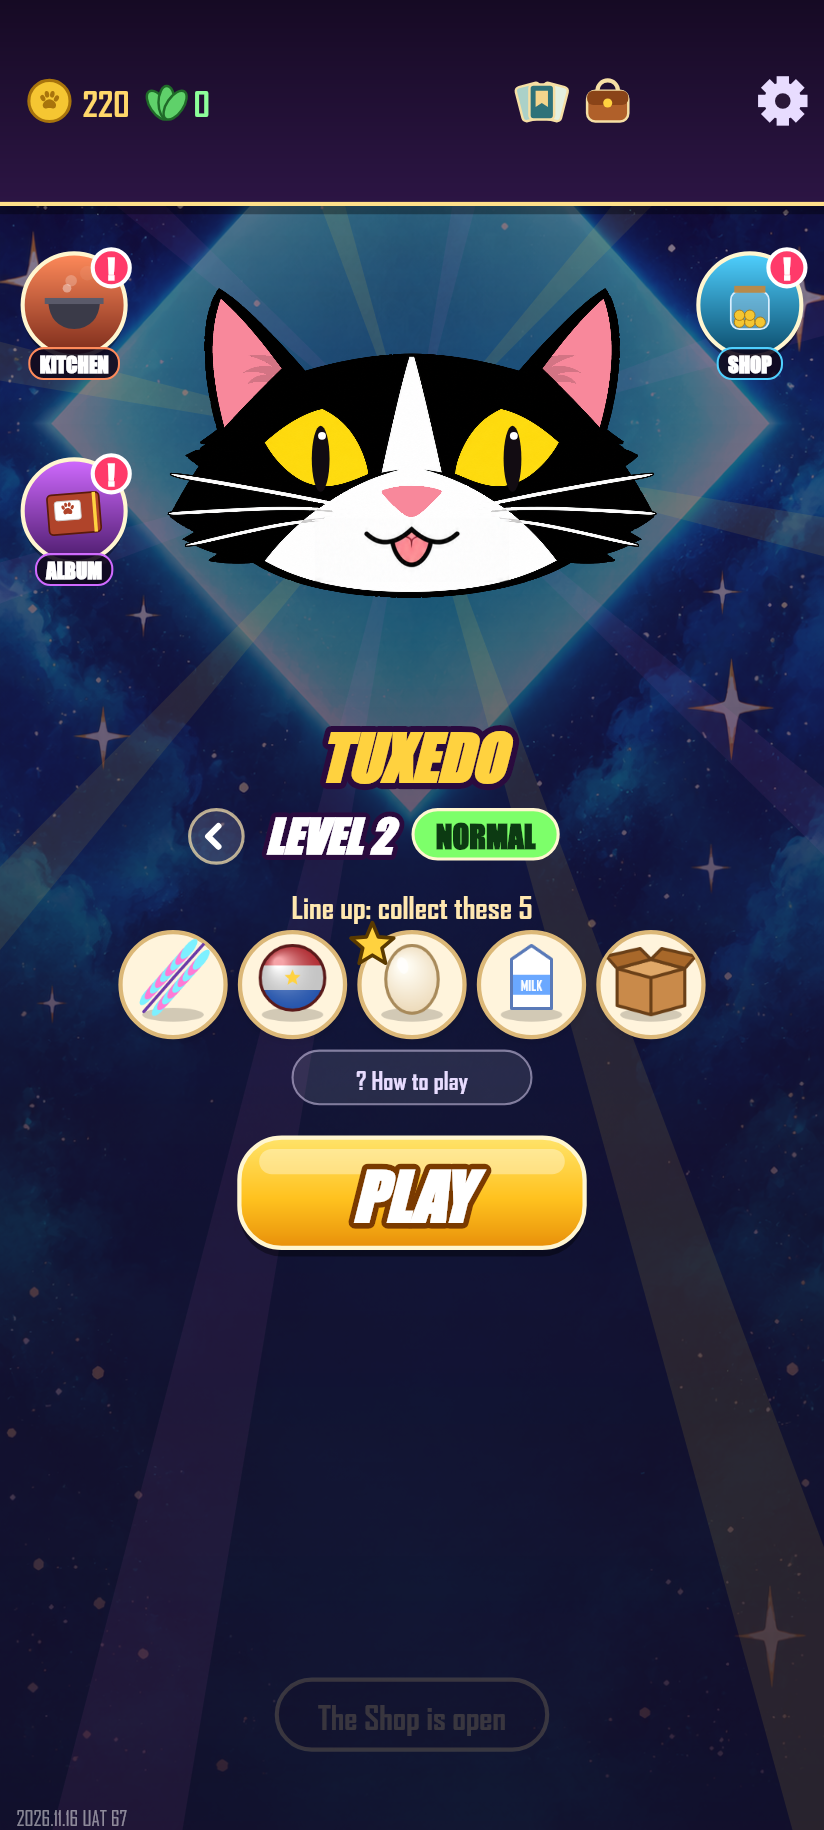 220 0
! !
KITCHEN SHOP
!
ALBUM
TUXEDO
LEVEL 2 NORMAL
Line up: collect these 5
MILK
? How to play
PLAY
The Shop is open
2026.11.16 UAT 67